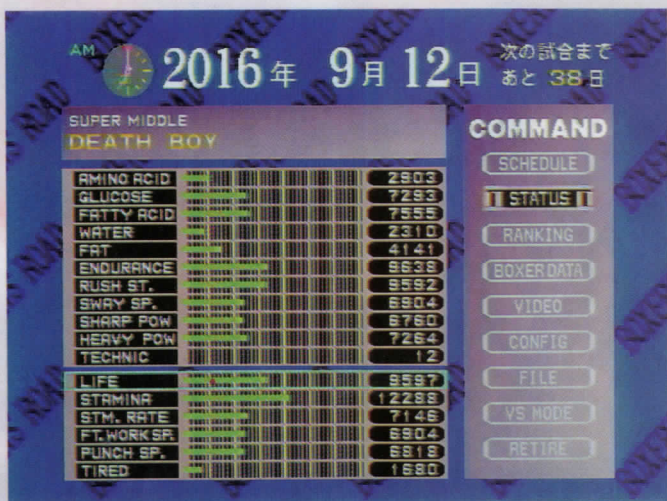 AM
2016年 9月 12日
次の試合まで
あと 38日
SUPER MIDDLE
DEATH BOY
AMINO ACID 2903
GLUCOSE 7293
FATTY ACID 7555
WATER 2310
FAT 4141
ENDURANCE 9638
RUSH ST. 9592
SWAY SP. 6904
SHARP POW 6760
HEAVY POW 7264
TECHNIC 12
LIFE 9597
STAMINA 12288
STM. RATE 7146
FT.WORK SP. 6904
PUNCH SP. 6818
TIRED 1680
COMMAND
SCHEDULE
STATUS
RANKING
BOXER DATA
VIDEO
CONFIG
FILE
VS MODE
RETIRE